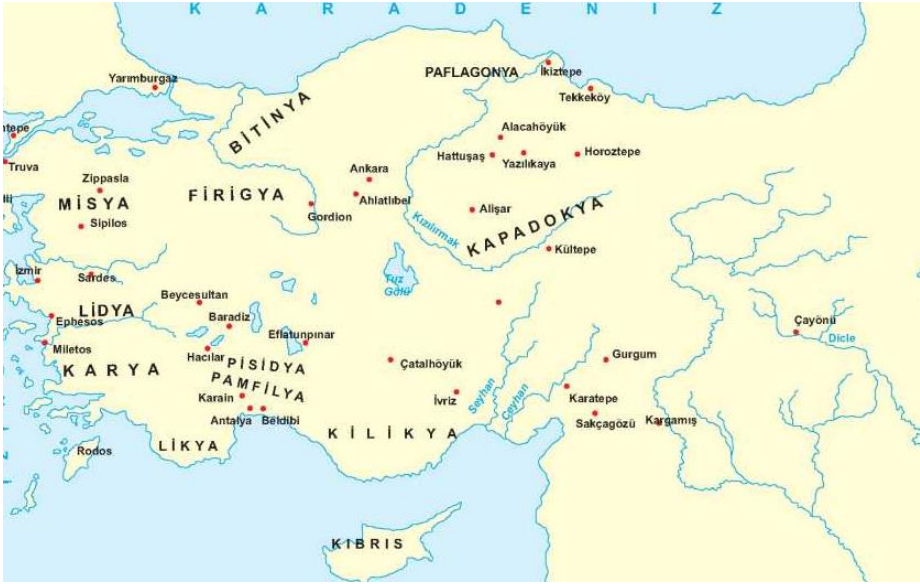 K A R A D E N İ Z
PAFLAGONYA
İkiztepe
Yarımburgaz
Tekkeköy
BİTİNYA
ntepe
Alacahöyük
Hattuşaş
Yazılıkaya
Horoztepe
Truva
Ankara
Zippasla
FİRİGYA
Ahlatlıbel
MİSYA
lli
Gordion
Alişar
KAPADOKYA
Sipilos
Kızılırmak
Kültepe
İzmir
Sardes
Tuz
Gölü
Beycesultan
LİDYA
Baradiz
Ephesos
Eflatunpınar
Çayönü
Dicle
Miletos
Hacılar
PİSİDYA
Çatalhöyük
Gurgum
KARYA
PAMFİLYA
Seyhan
Ceyhan
Karain
İvriz
Karatepe
Antalya
Beldibi
Sakçagözü
Kargamış
KİLİKYA
LİKYA
Rodos
KIBRIS